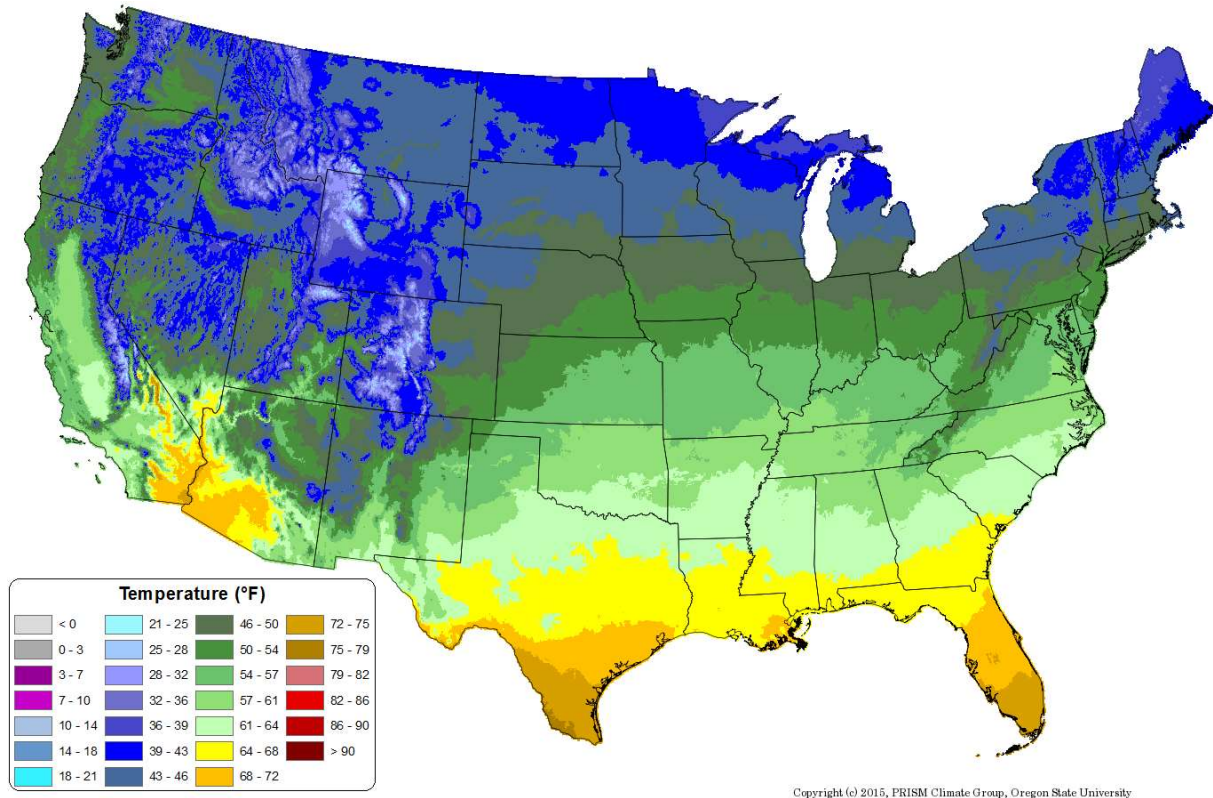 Temperature (°F)
< 0
0 - 3
3 - 7
7 - 10
10 - 14
14 - 18
18 - 21
21 - 25
25 - 28
28 - 32
32 - 36
36 - 39
39 - 43
43 - 46
46 - 50
50 - 54
54 - 57
57 - 61
61 - 64
64 - 68
68 - 72
72 - 75
75 - 79
79 - 82
82 - 86
86 - 90
> 90
Copyright (c) 2015, PRISM Climate Group, Oregon State University